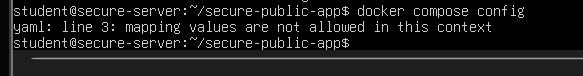 student@secure-server:~/secure-public-app$ docker compose config
yaml: line 3: mapping values are not allowed in this context
student@secure-server:~/secure-public-app$